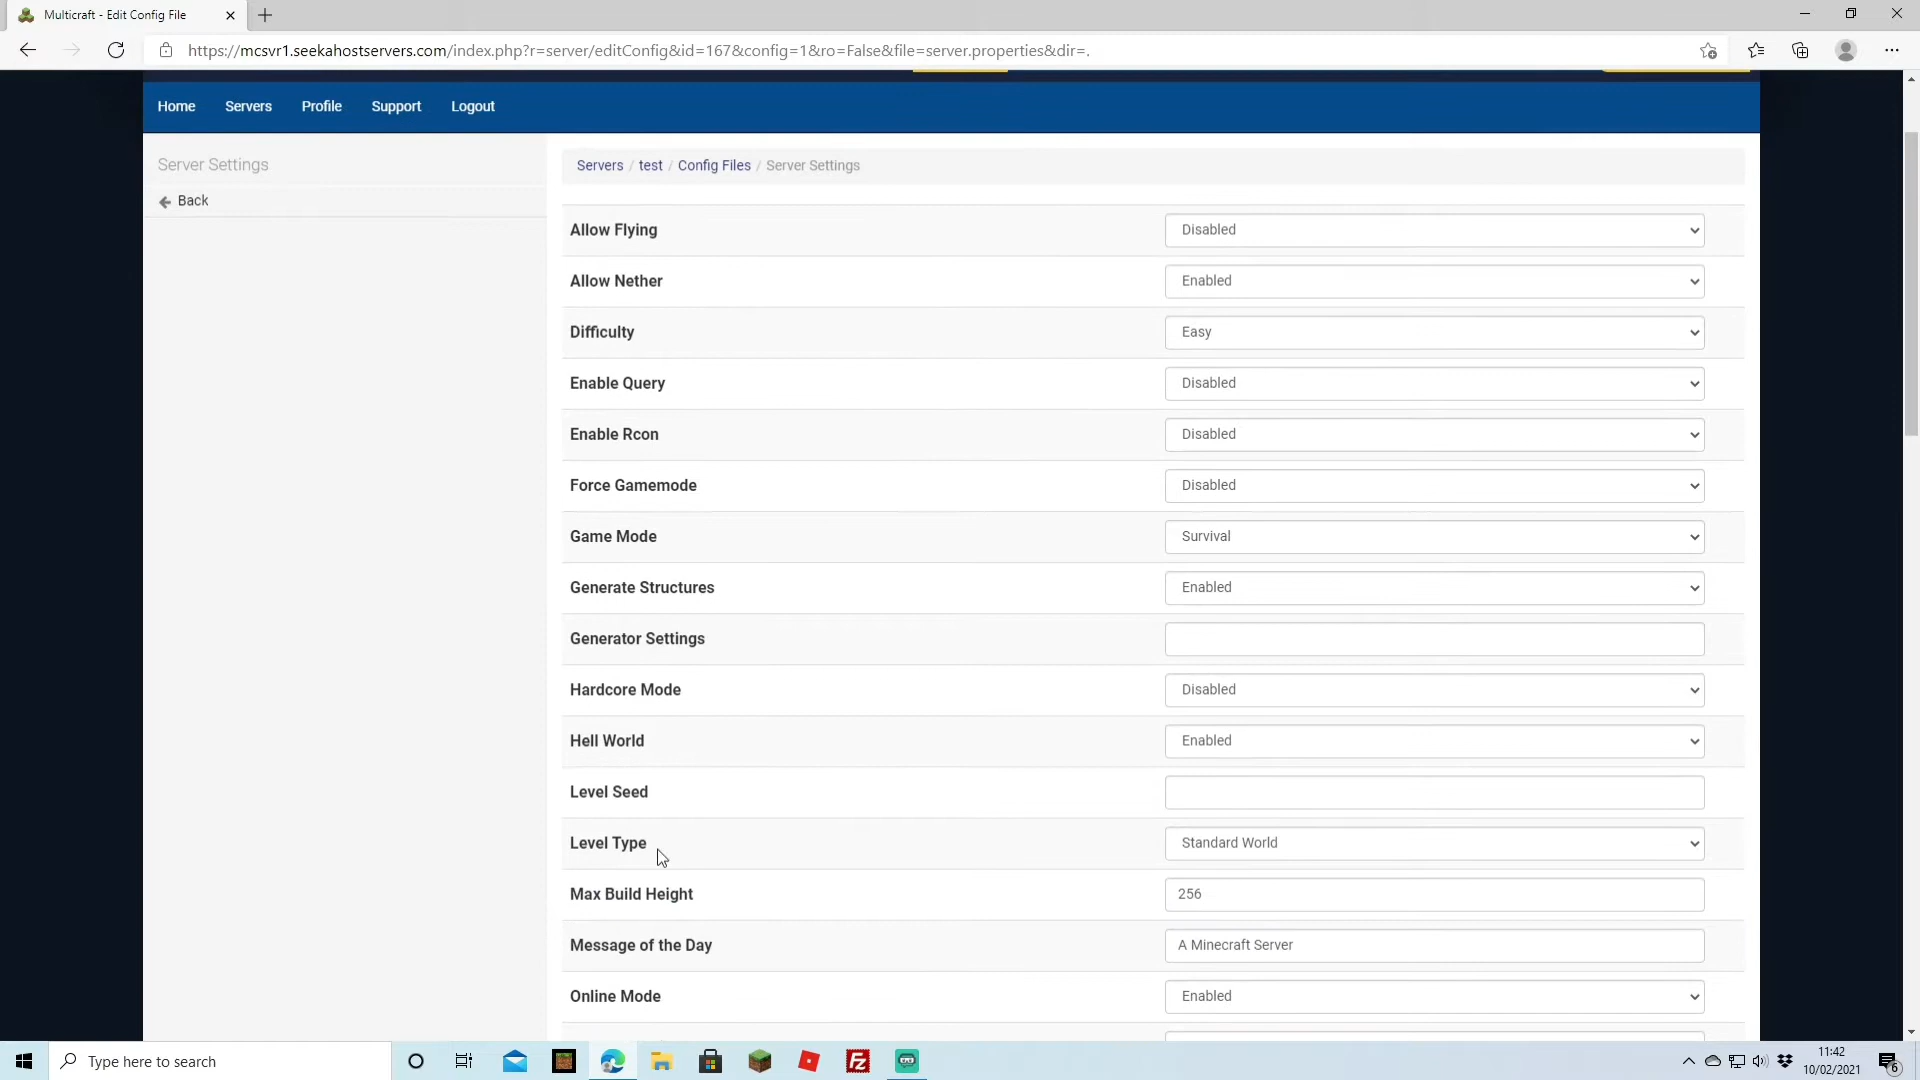 Multicraft - Edit Config File
https://mcsvr1.seekahostservers.com/index.php?r=server/editConfig&id=167&config=1&ro=False&file=server.properties&dir=.
Home Servers Profile Support Logout
Server Settings
Back
Servers / test / Config Files / Server Settings
Allow Flying Disabled
Allow Nether Enabled
Difficulty Easy
Enable Query Disabled
Enable Rcon Disabled
Force Gamemode Disabled
Game Mode Survival
Generate Structures Enabled
Generator Settings
Hardcore Mode Disabled
Hell World Enabled
Level Seed
Level Type Standard World
Max Build Height 256
Message of the Day A Minecraft Server
Online Mode Enabled
Type here to search
Fz
11:42
10/02/2021
6